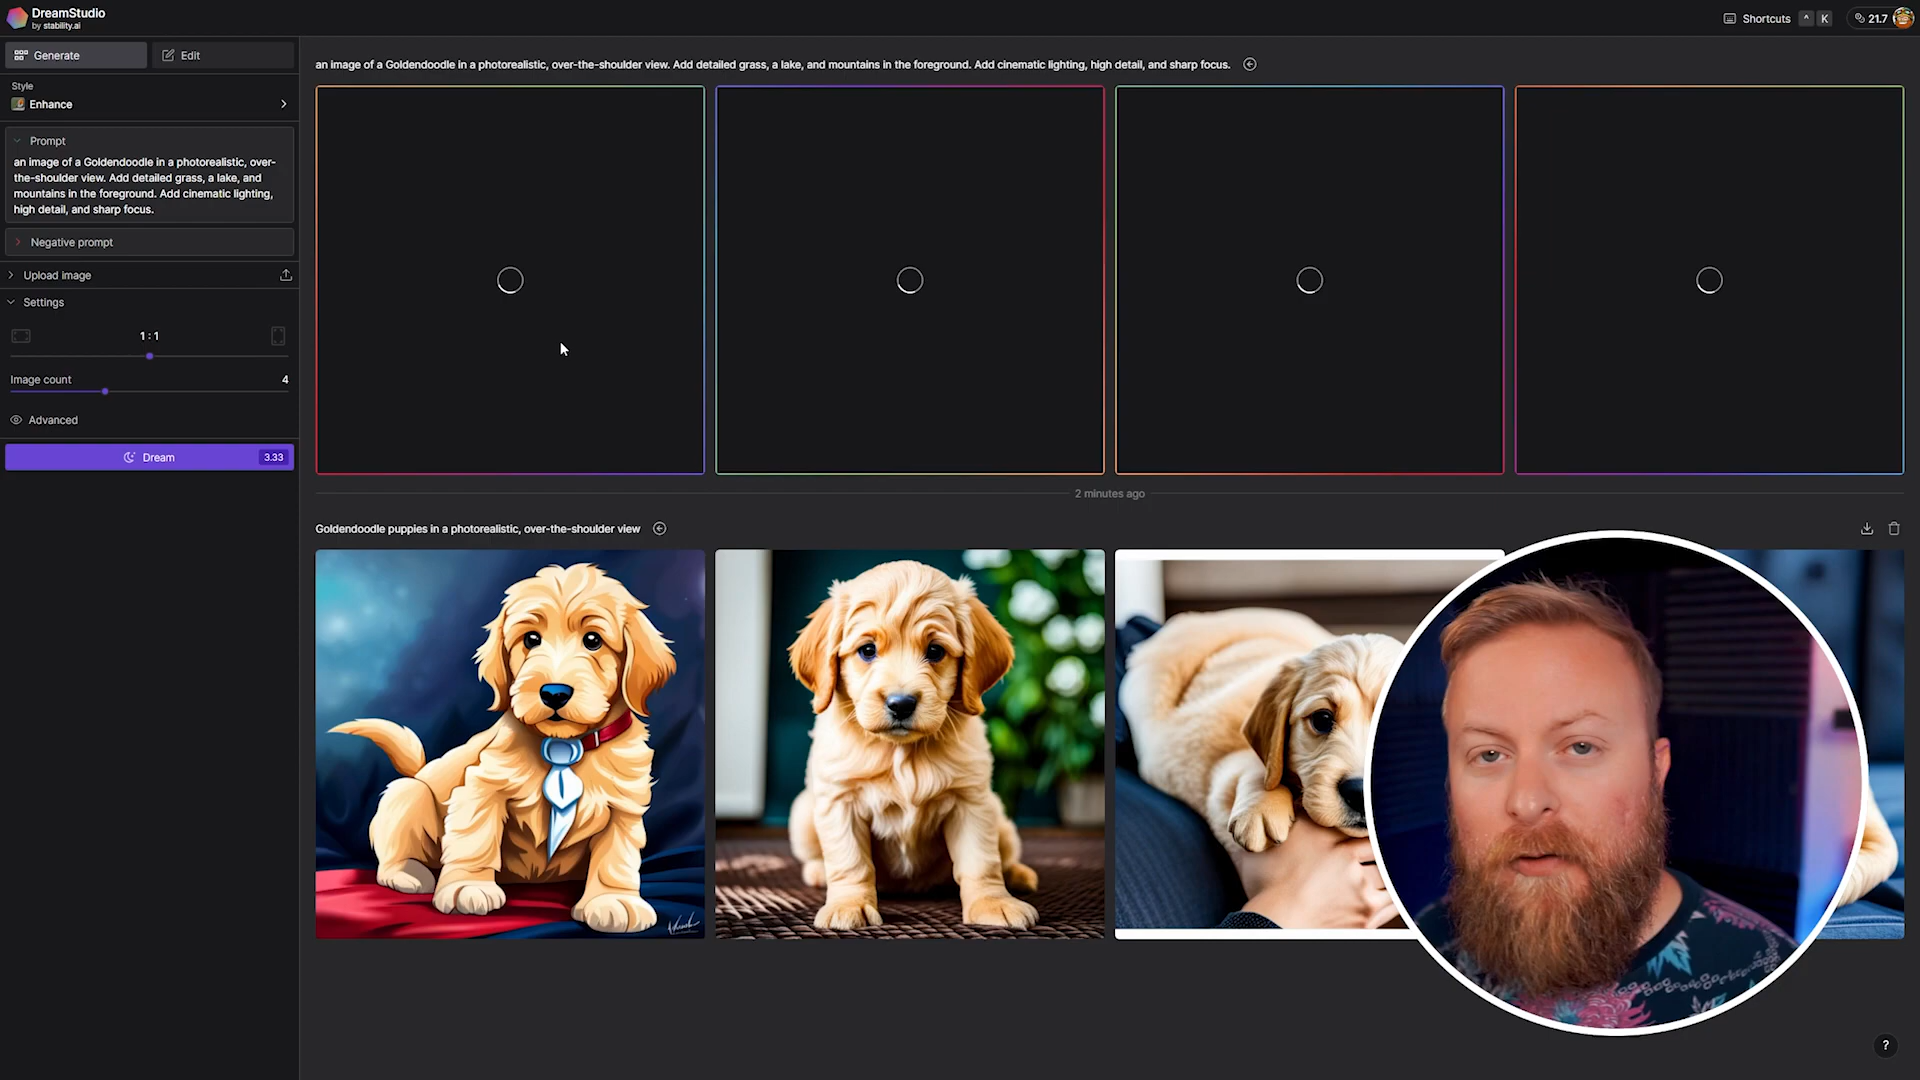 DreamStudio
by stability.ai
Shortcuts ^ K
21.7
Generate
Edit
Style
Enhance
Prompt
an image of a Goldendoodle in a photorealistic, over-
the-shoulder view. Add detailed grass, a lake, and
mountains in the foreground. Add cinematic lighting,
high detail, and sharp focus.
Negative prompt
Upload image
Settings
1 : 1
Image count 4
Advanced
Dream 3.33
an image of a Goldendoodle in a photorealistic, over-the-shoulder view. Add detailed grass, a lake, and mountains in the foreground. Add cinematic lighting, high detail, and sharp focus.
2 minutes ago
Goldendoodle puppies in a photorealistic, over-the-shoulder view
?